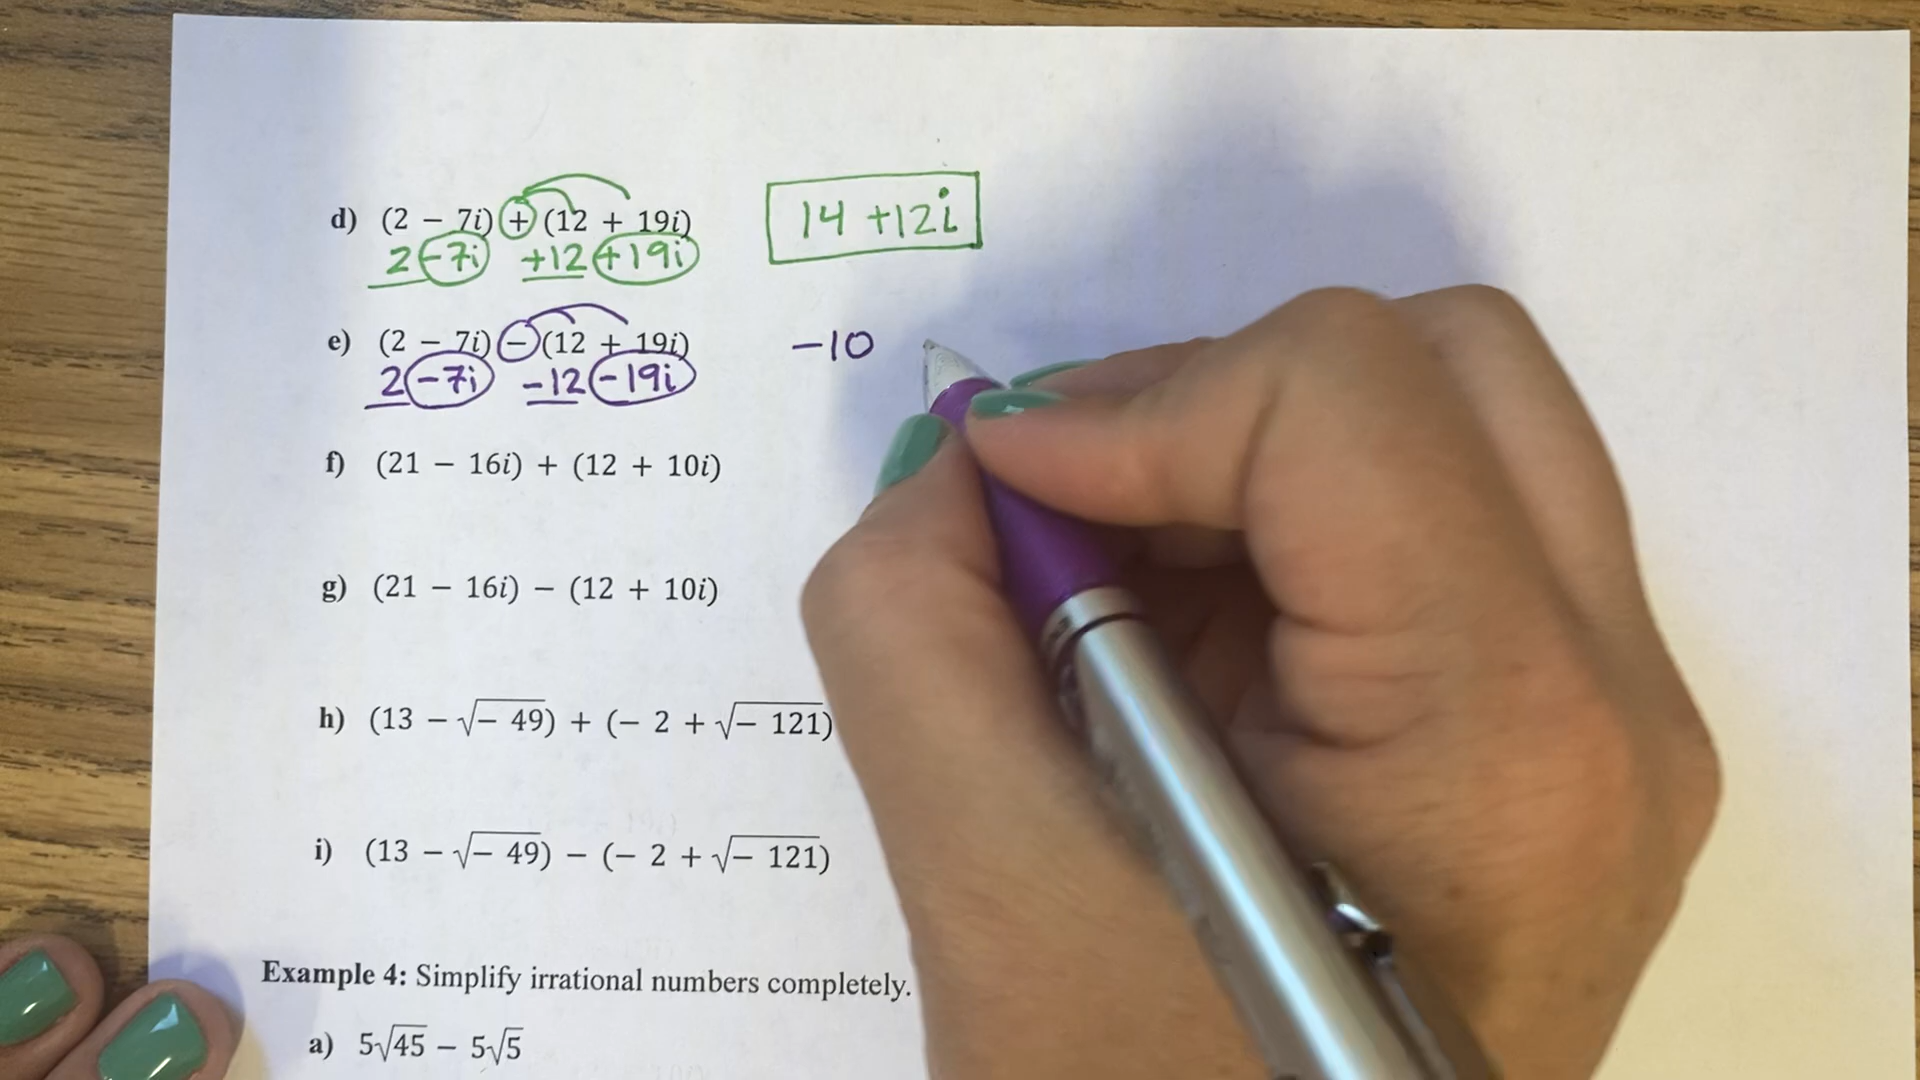 d) (2 − 7i) + (12 + 19i) 14 +12i
2 −7i +12 +19i
e) (2 − 7i) − (12 + 19i) −10
2 −7i −12 −19i
f) (21 − 16i) + (12 + 10i)
g) (21 − 16i) − (12 + 10i)
h) (13 − √− 49) + (− 2 + √− 121)
i) (13 − √− 49) − (− 2 + √− 121)
Example 4: Simplify irrational numbers completely.
a) 5√45 − 5√5